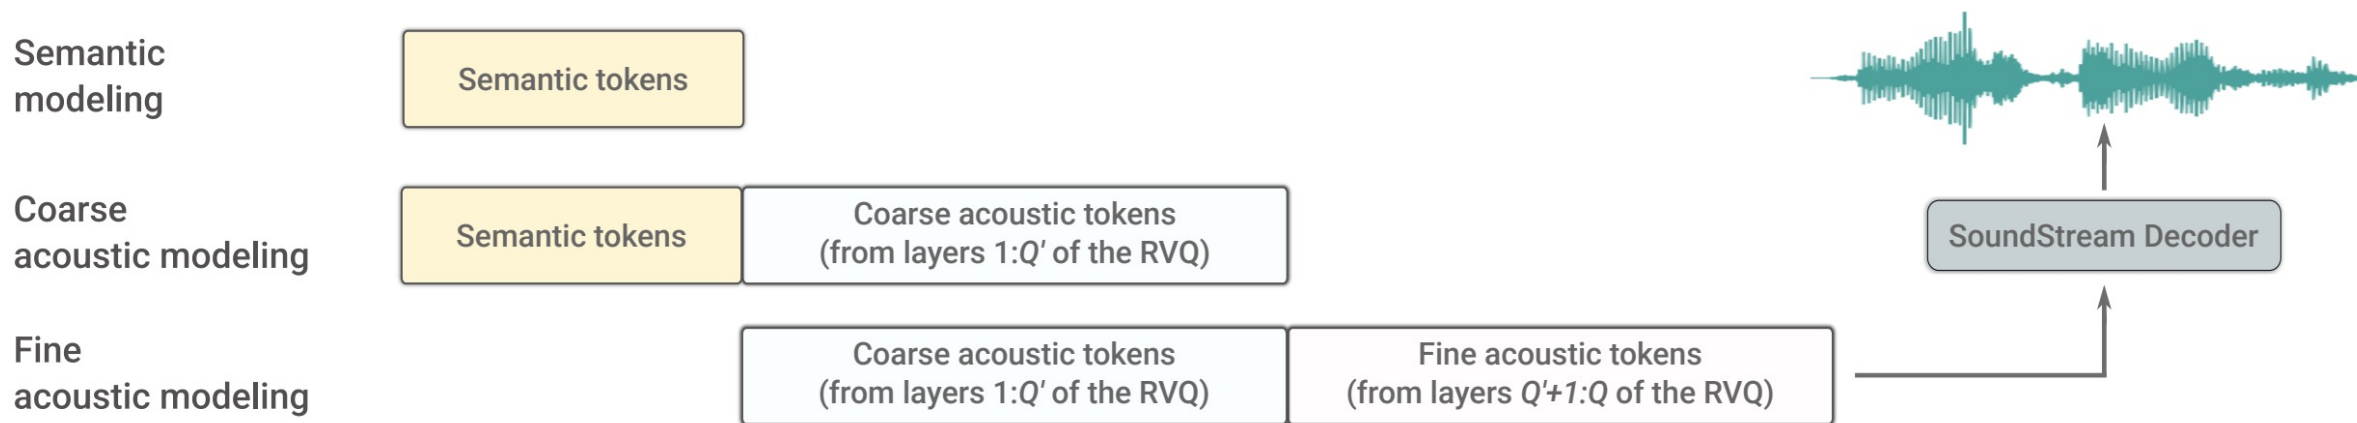 Semantic
modeling
Semantic tokens
Coarse
acoustic modeling
Semantic tokens
Coarse acoustic tokens
(from layers 1:Q' of the RVQ)
SoundStream Decoder
Fine
acoustic modeling
Coarse acoustic tokens
(from layers 1:Q' of the RVQ)
Fine acoustic tokens
(from layers Q'+1:Q of the RVQ)